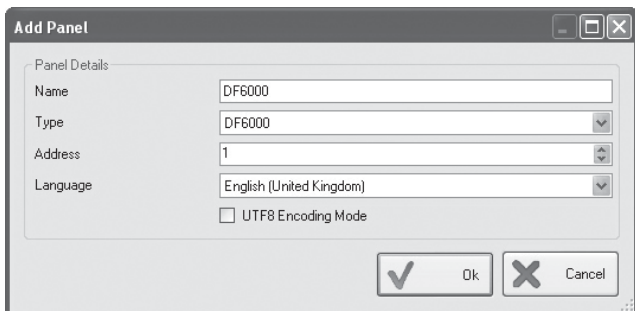 Add Panel
Panel Details
Name DF6000
Type DF6000
Address 1
Language English (United Kingdom)
UTF8 Encoding Mode
Ok Cancel